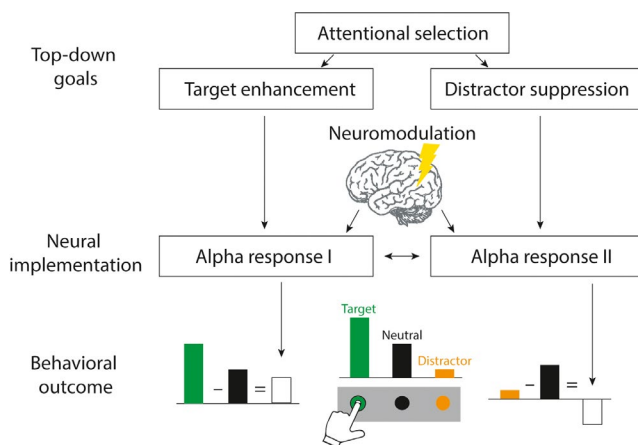 Attentional selection
Top-down
goals
Target enhancement
Distractor suppression
Neuromodulation
Neural
implementation
Alpha response I
Alpha response II
Target
Neutral
Distractor
Behavioral
outcome
– =
– =